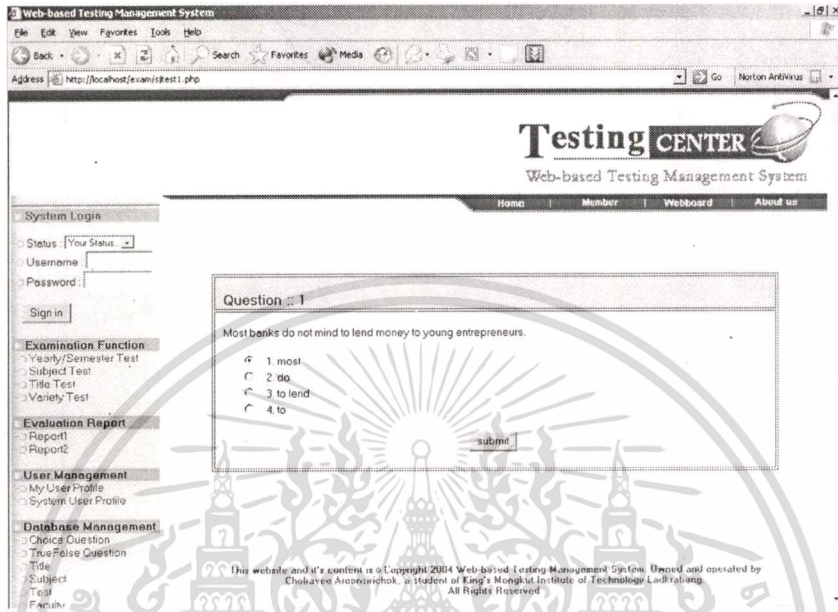 Web-based Testing Management System
File Edit View Favorites Tools Help
Back Search Favorites Media
Address http://localhost/exam/sjtest1.php Go Norton AntiVirus
Testing CENTER
Web-based Testing Management System
Home | Member | Webboard | About us
System Login
Status : Your Status..
Username :
Password :
Sign in
Question :: 1
Most banks do not mind to lend money to young entrepreneurs.
1. most
2. do
3. to lend
4. to
submit
Examination Function
Yearly/Semester Test
Subject Test
Title Test
Variety Test
Evaluation Report
Report1
Report2
User Management
My User Profile
System User Profile
Database Management
Choice Question
TrueFalse Question
Title
Subject
Test
Faculty
This website and it's content is © Copyright 2004 Web-based Testing Management System. Owned and operated by
a student of King's Mongkut Institute of Technology Ladkrabang.
All Rights Reserved